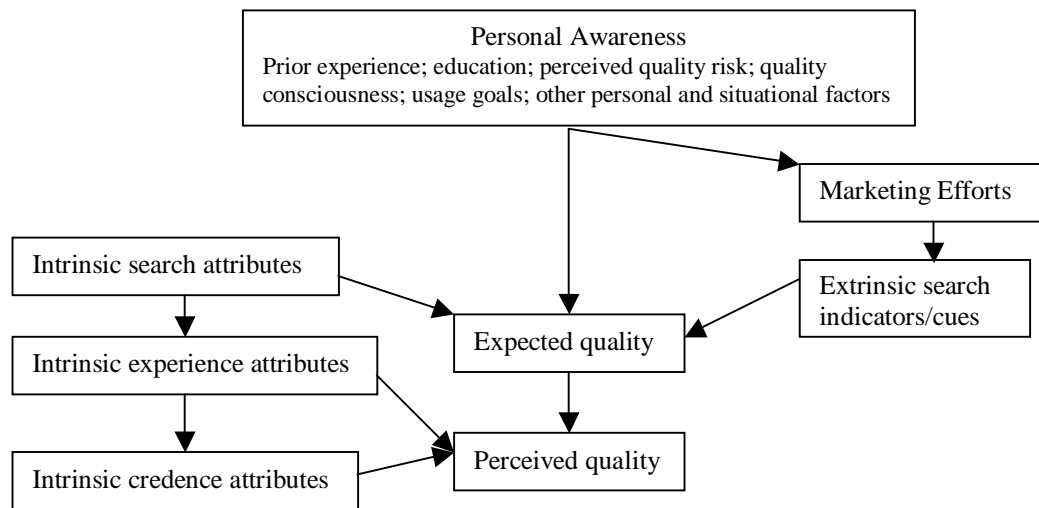 Personal Awareness
Prior experience; education; perceived quality risk; quality
consciousness; usage goals; other personal and situational factors
Marketing Efforts
Intrinsic search attributes
Extrinsic search
indicators/cues
Expected quality
Intrinsic experience attributes
Perceived quality
Intrinsic credence attributes